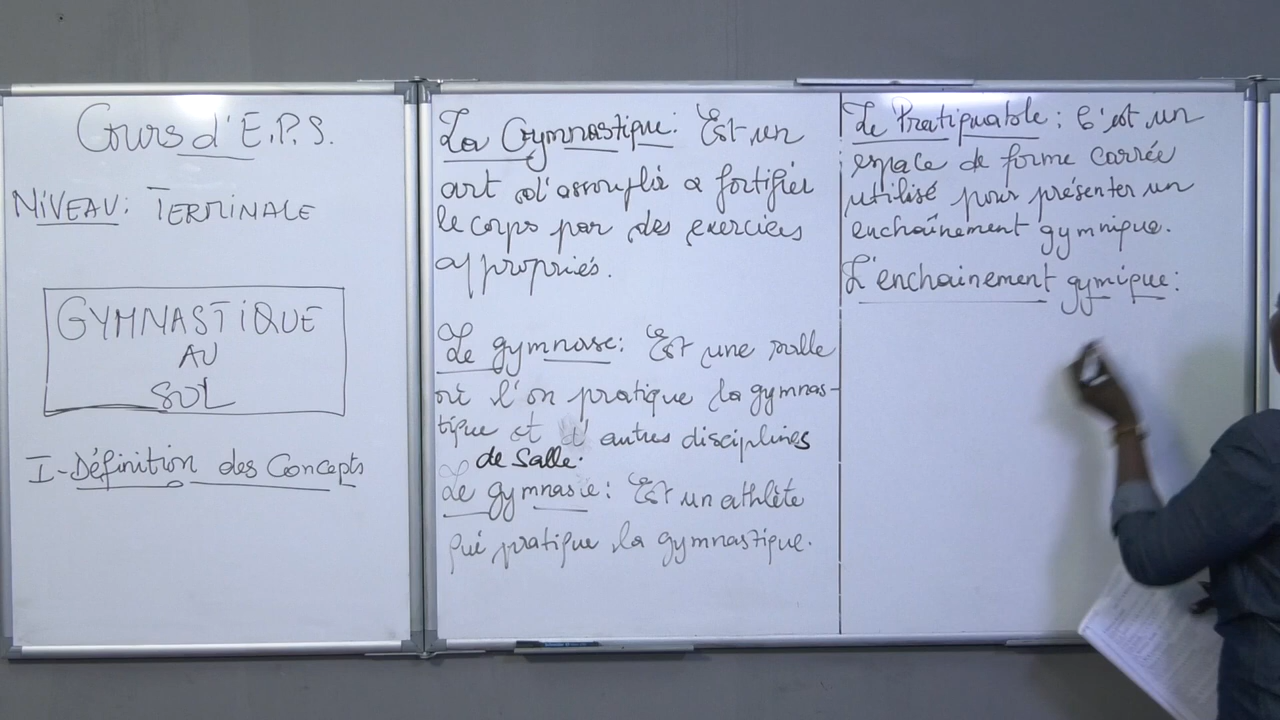 Cours d'E.P.S.
NIVEAU: TERMINALE
GYMNASTIQUE
AU
SOL
I-Définition des Concepts
La Gymnastique: Est un
art d'assouplir a fortifier
le corps par des exercices
appropriés.
Le gymnase: Est une salle
où l'on pratique la gymnas-
tique et d' autres disciplines
de Salle.
Le gymnaste: Est un athlète
qui pratique la gymnastique.
Le Pratiquable: C'est un
espace de forme carrée
utilisé pour présenter un
enchaînement gymnique.
L'enchainement gymique: